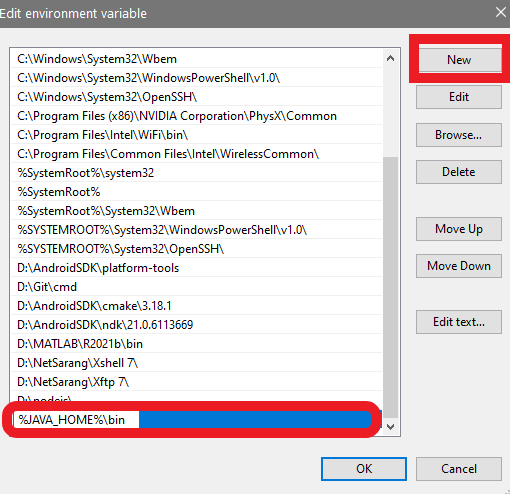 Edit environment variable
C:\Windows\System32\Wbem
C:\Windows\System32\WindowsPowerShell\v1.0\
C:\Windows\System32\OpenSSH\
C:\Program Files (x86)\NVIDIA Corporation\PhysX\Common
C:\Program Files\Intel\WiFi\bin\
C:\Program Files\Common Files\Intel\WirelessCommon\
%SystemRoot%\system32
%SystemRoot%
%SystemRoot%\System32\Wbem
%SYSTEMROOT%\System32\WindowsPowerShell\v1.0\
%SYSTEMROOT%\System32\OpenSSH\
D:\AndroidSDK\platform-tools
D:\Git\cmd
D:\AndroidSDK\cmake\3.18.1
D:\AndroidSDK\ndk\21.0.6113669
D:\MATLAB\R2021b\bin
D:\NetSarang\Xshell 7\
D:\NetSarang\Xftp 7\
D:\nodejs\
%JAVA_HOME%\bin
New
Edit
Browse...
Delete
Move Up
Move Down
Edit text...
OK
Cancel